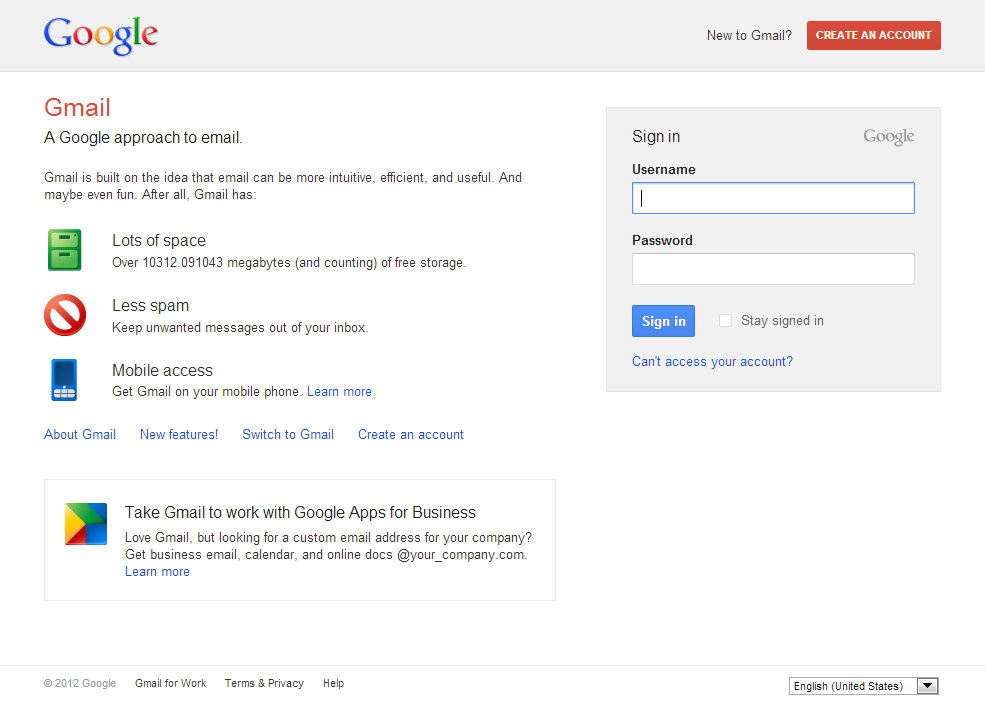 Google
New to Gmail? CREATE AN ACCOUNT
Gmail
A Google approach to email.
Gmail is built on the idea that email can be more intuitive, efficient, and useful. And
maybe even fun. After all, Gmail has:
Lots of space
Over 10312.091043 megabytes (and counting) of free storage.
Less spam
Keep unwanted messages out of your inbox.
Mobile access
Get Gmail on your mobile phone. Learn more
About Gmail New features! Switch to Gmail Create an account
Take Gmail to work with Google Apps for Business
Love Gmail, but looking for a custom email address for your company?
Get business email, calendar, and online docs @your_company.com.
Learn more
Sign in Google
Username
Password
Sign in Stay signed in
Can't access your account?
© 2012 Google Gmail for Work Terms & Privacy Help
English (United States)